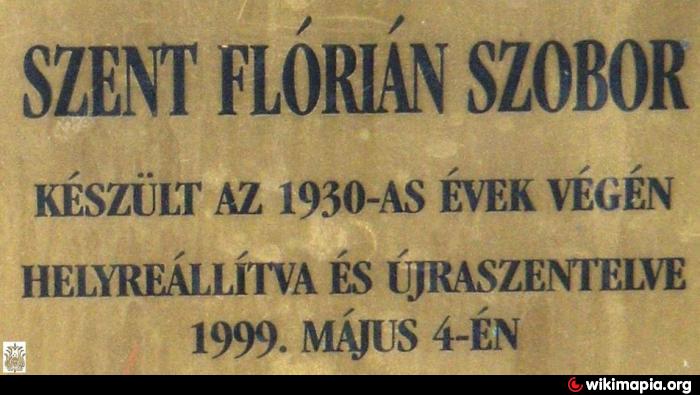 SZENT FLÓRIÁN SZOBOR
KÉSZÜLT AZ 1930-AS ÉVEK VÉGÉN
HELYREÁLLÍTVA ÉS ÚJRASZENTELVE
1999. MÁJUS 4-ÉN
wikimapia.org